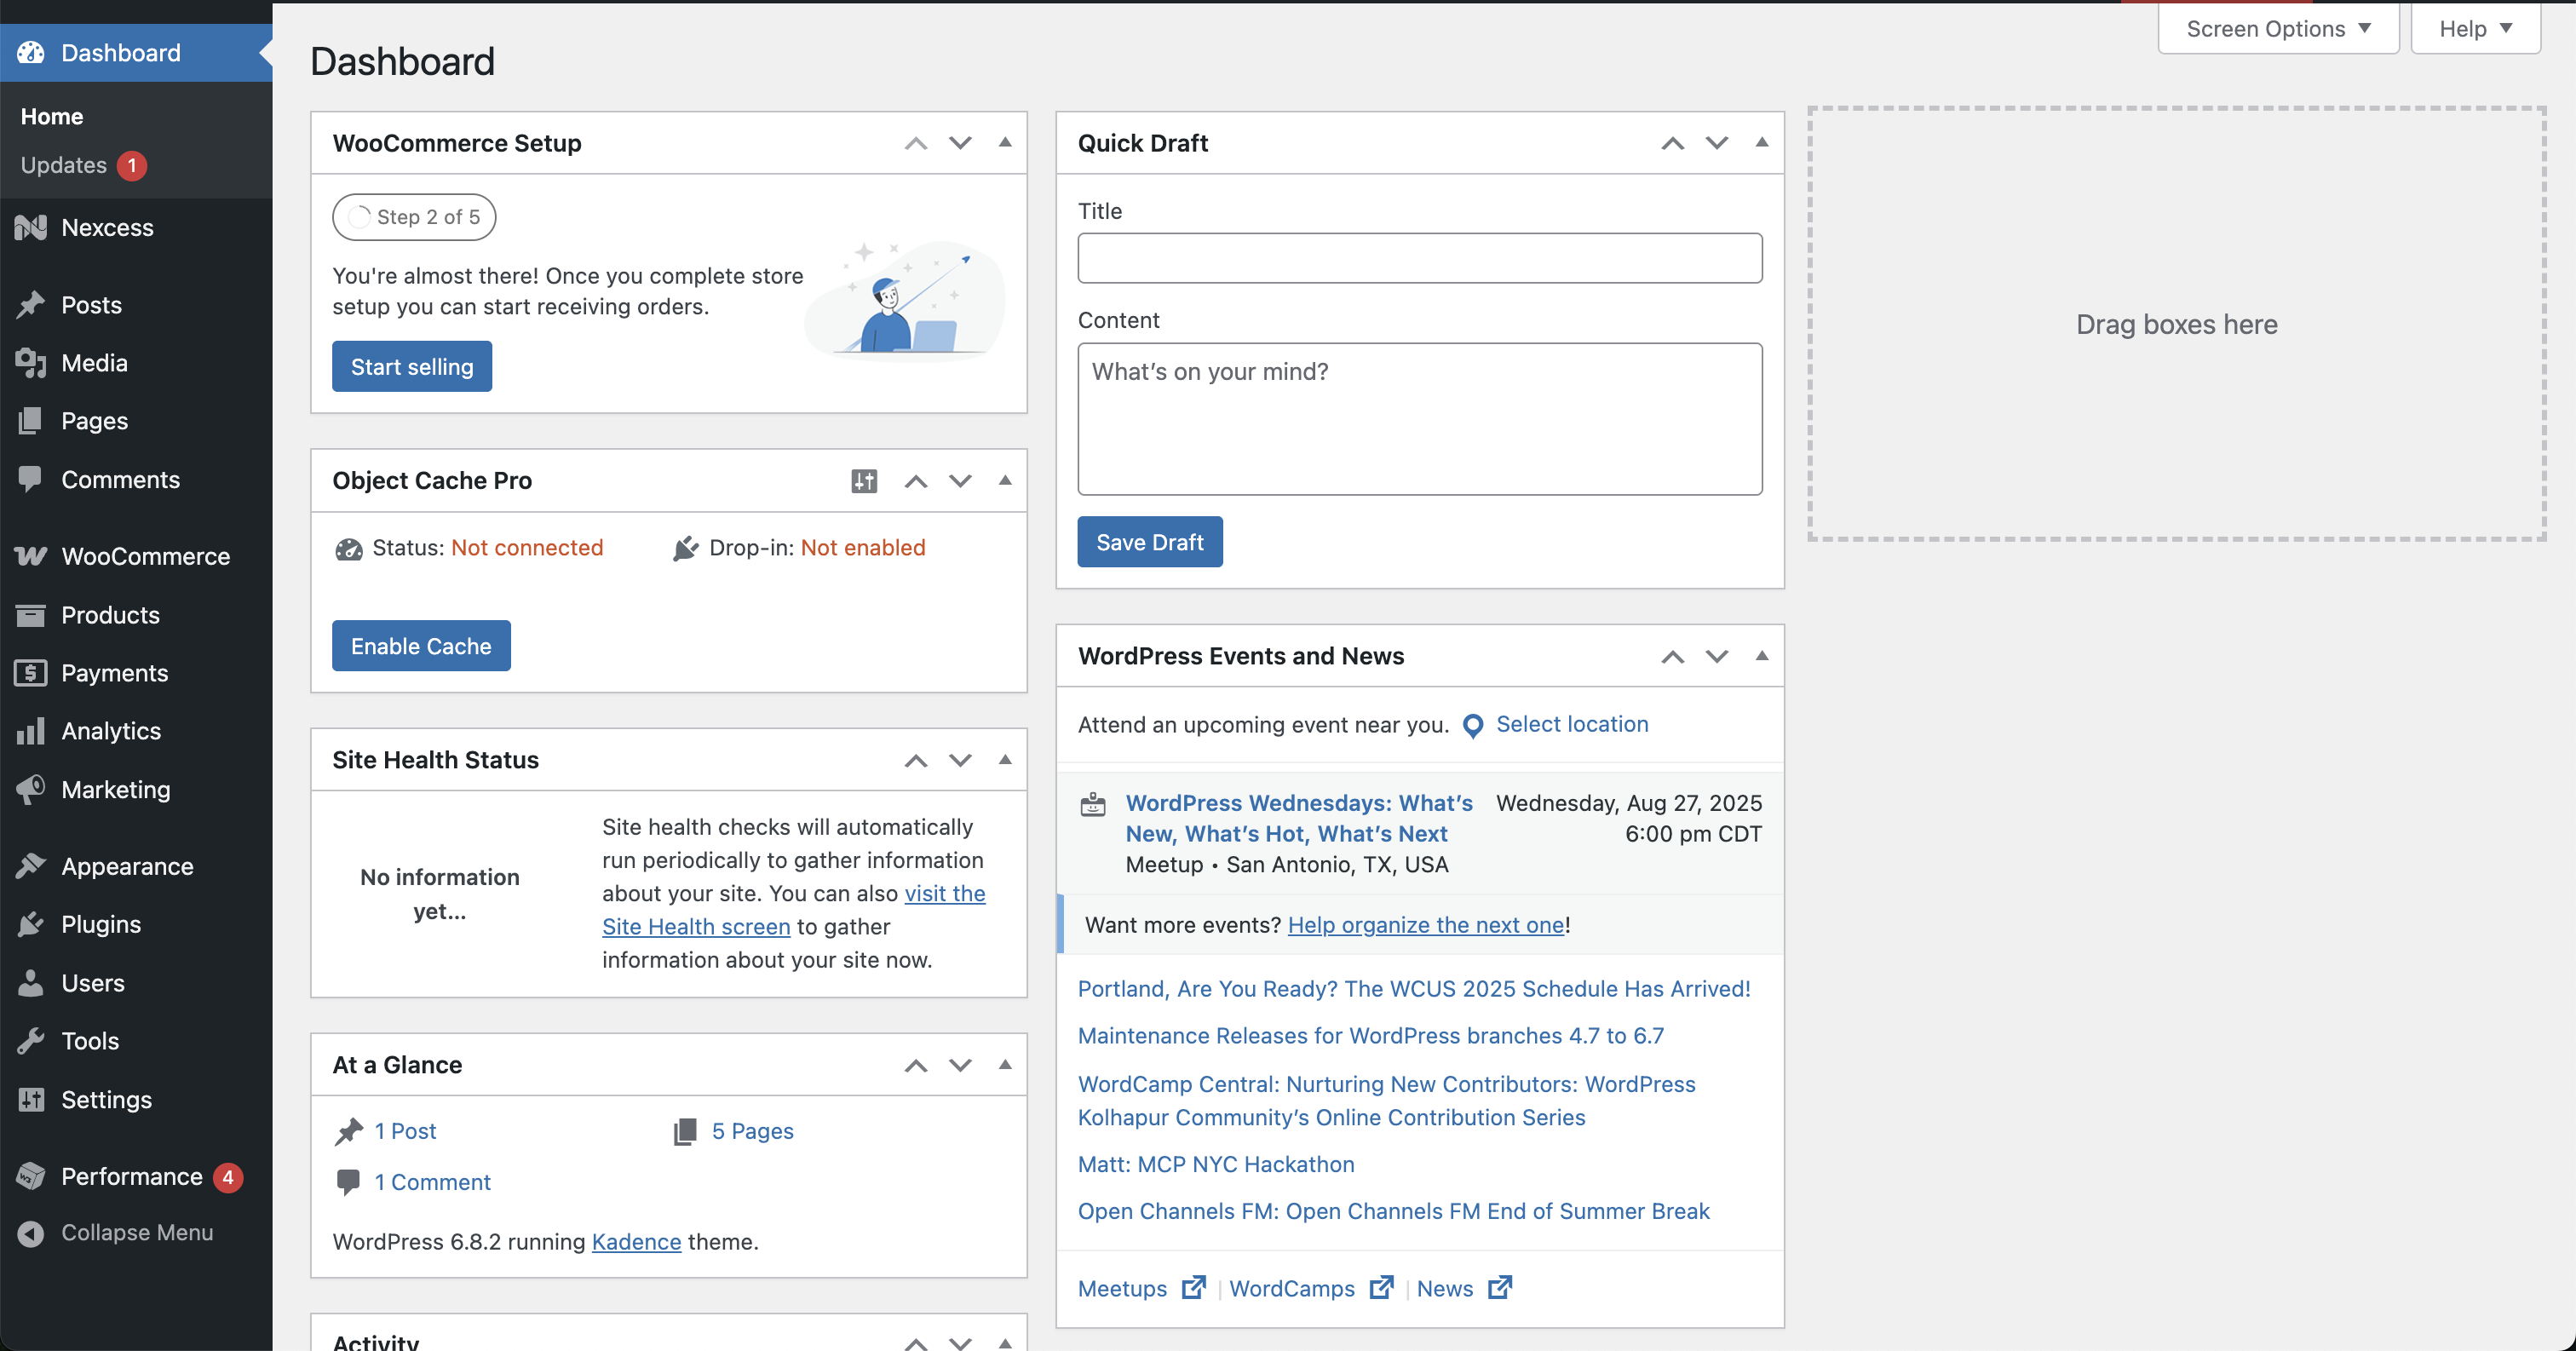 Dashboard
Home
Updates 1
Nexcess
Posts
Media
Pages
Comments
WooCommerce
Products
Payments
Analytics
Marketing
Appearance
Plugins
Users
Tools
Settings
Performance 4
Collapse Menu
Screen Options
Help
Dashboard
WooCommerce Setup
Step 2 of 5
You're almost there! Once you complete store
setup you can start receiving orders.
Start selling
Object Cache Pro
Status: Not connected
Drop-in: Not enabled
Enable Cache
Site Health Status
No information
yet...
Site health checks will automatically
run periodically to gather information
about your site. You can also visit the
Site Health screen to gather
information about your site now.
At a Glance
1 Post
5 Pages
1 Comment
WordPress 6.8.2 running Kadence theme.
Activity
Quick Draft
Title
Content
What’s on your mind?
Save Draft
WordPress Events and News
Attend an upcoming event near you. Select location
WordPress Wednesdays: What’s
New, What’s Hot, What’s Next
Meetup • San Antonio, TX, USA
Wednesday, Aug 27, 2025
6:00 pm CDT
Want more events? Help organize the next one!
Portland, Are You Ready? The WCUS 2025 Schedule Has Arrived!
Maintenance Releases for WordPress branches 4.7 to 6.7
WordCamp Central: Nurturing New Contributors: WordPress
Kolhapur Community’s Online Contribution Series
Matt: MCP NYC Hackathon
Open Channels FM: Open Channels FM End of Summer Break
Meetups | WordCamps | News
Drag boxes here